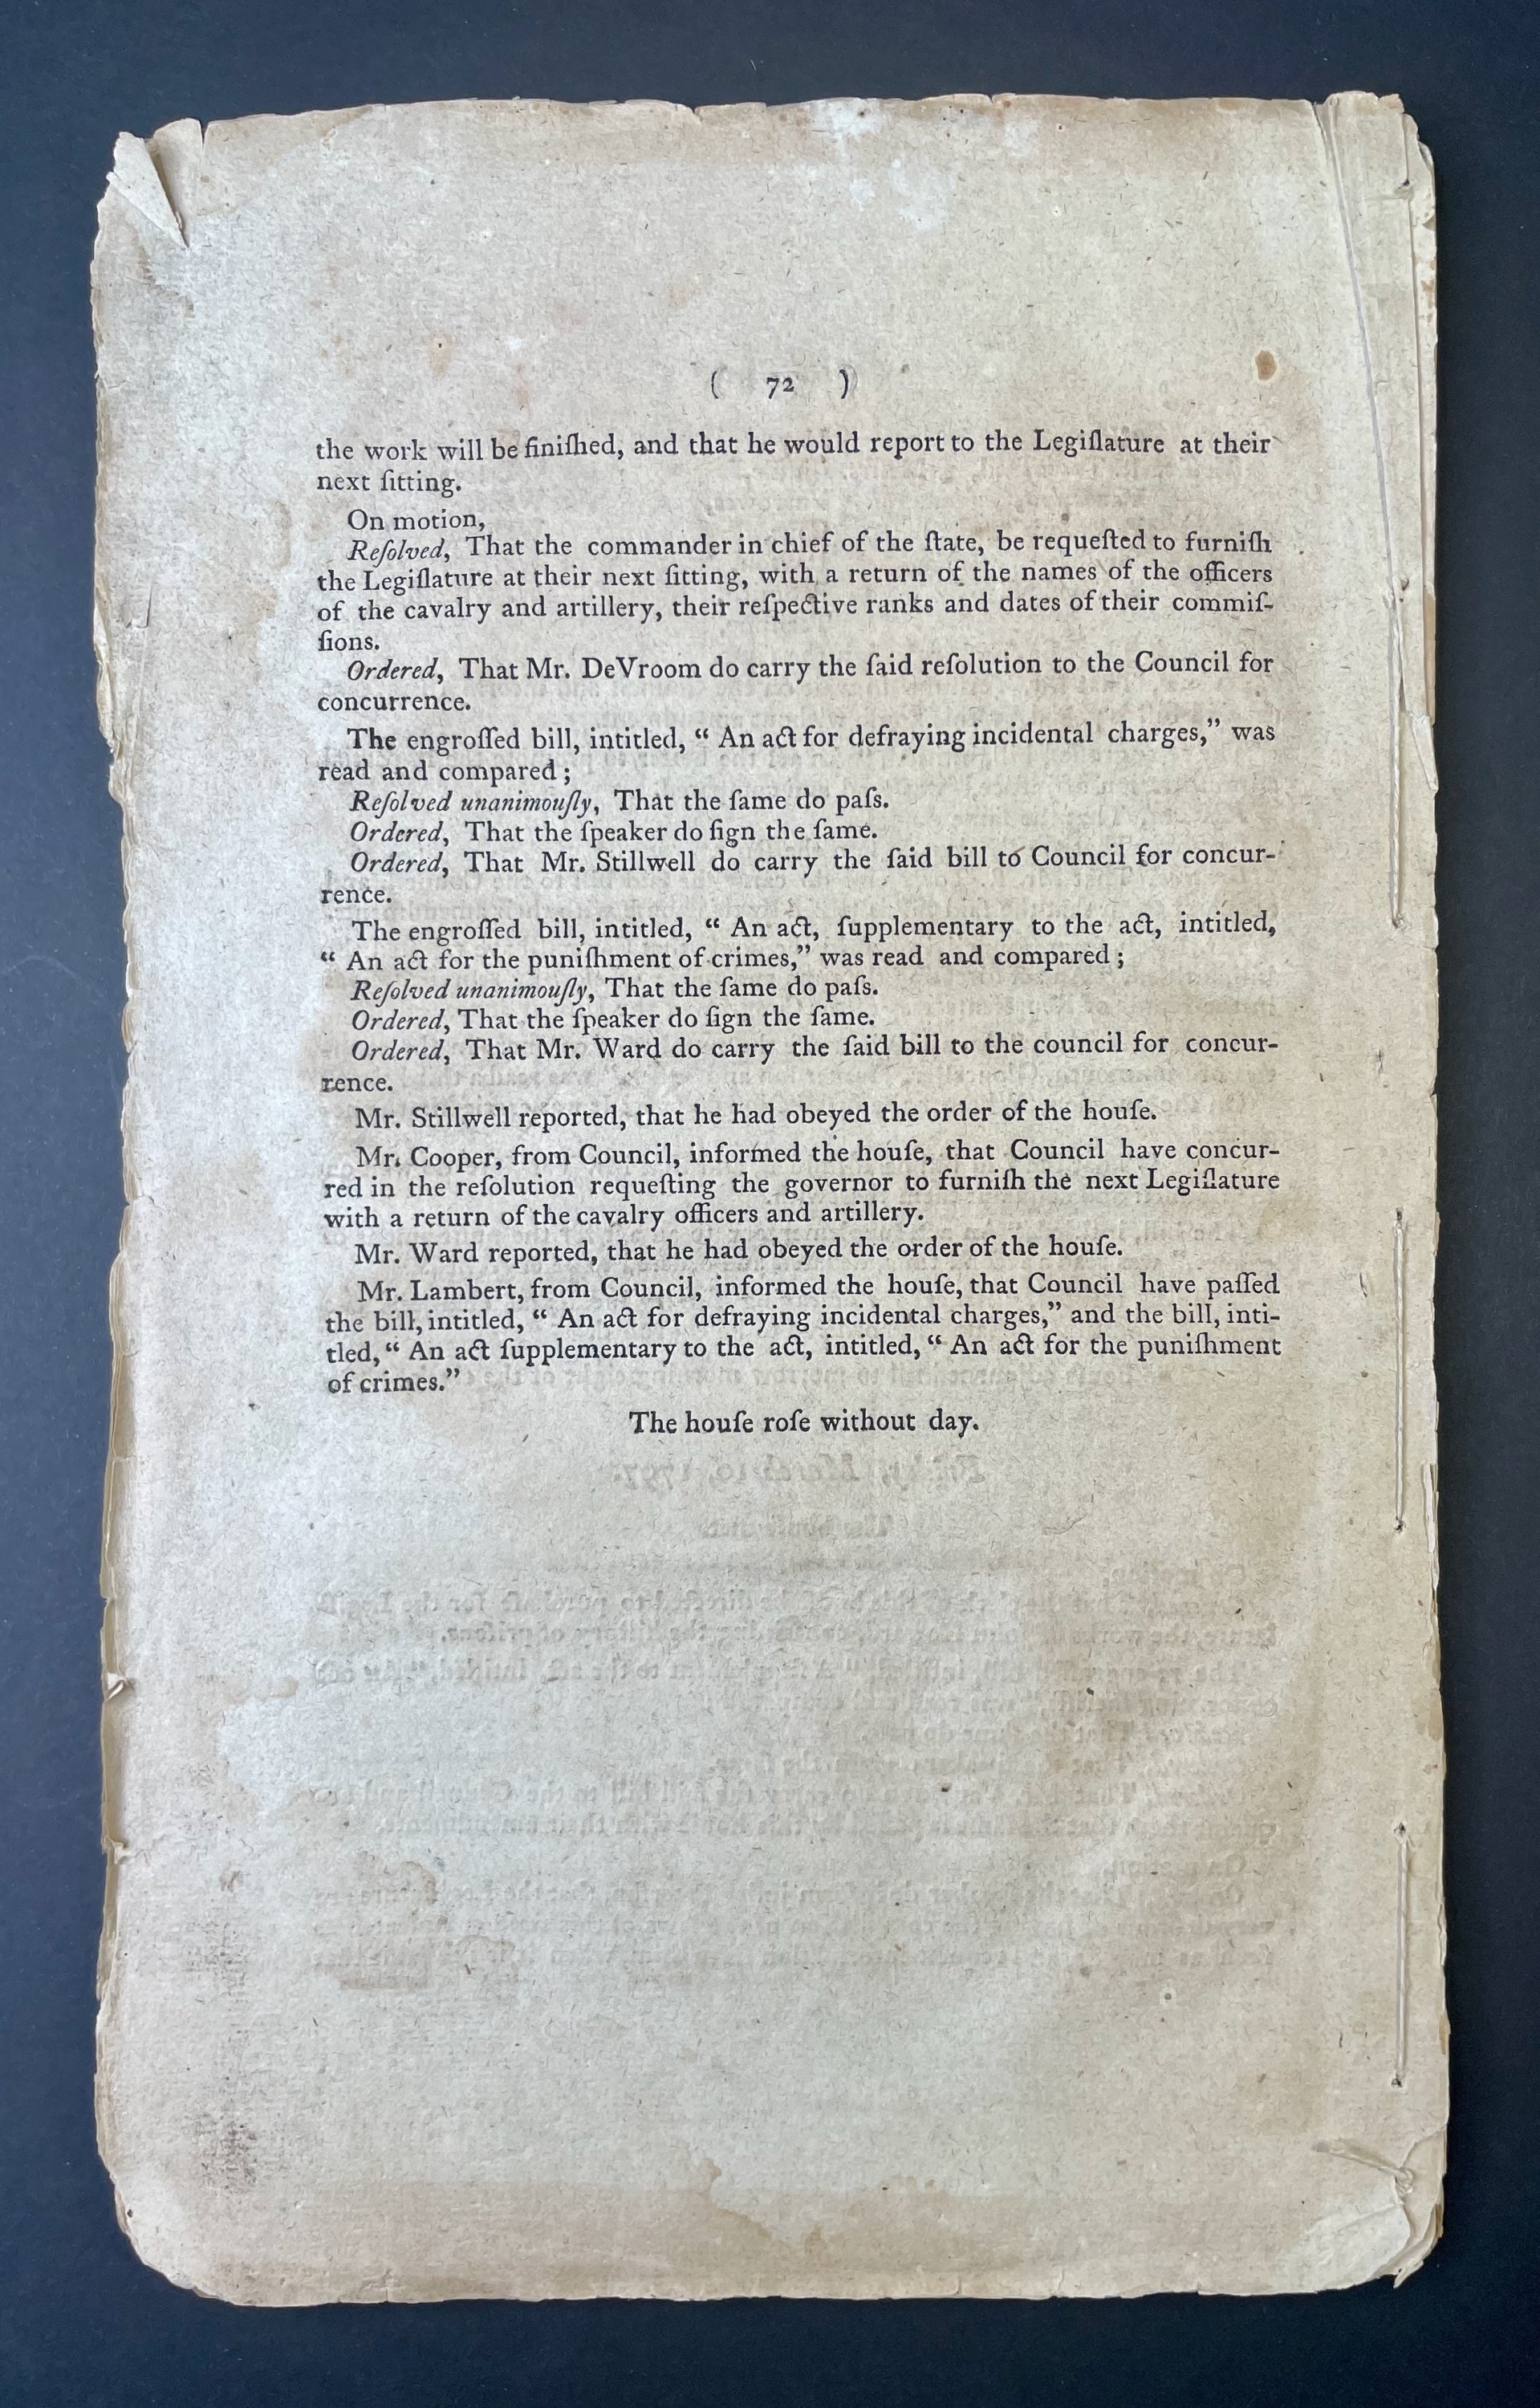 ( 72 )
the work will be finiſhed, and that he would report to the Legiſlature at their
next ſitting.
On motion,
Reſolved, That the commander in chief of the ſtate, be requeſted to furniſh
the Legiſlature at their next ſitting, with a return of the names of the officers
of the cavalry and artillery, their reſpective ranks and dates of their commiſ-
ſions.
Ordered, That Mr. DeVroom do carry the ſaid reſolution to the Council for
concurrence.
The engroſſed bill, intitled, “ An act for defraying incidental charges,” was
read and compared ;
Reſolved unanimouſly, That the ſame do paſs.
Ordered, That the ſpeaker do ſign the ſame.
Ordered, That Mr. Stillwell do carry the ſaid bill to Council for concur-
rence.
The engroſſed bill, intitled, “ An act, ſupplementary to the act, intitled,
“ An act for the puniſhment of crimes,” was read and compared ;
Reſolved unanimouſly, That the ſame do paſs.
Ordered, That the ſpeaker do ſign the ſame.
Ordered, That Mr. Ward do carry the ſaid bill to the council for concur-
rence.
Mr. Stillwell reported, that he had obeyed the order of the houſe.
Mr. Cooper, from Council, informed the houſe, that Council have concur-
red in the reſolution requeſting the governor to furniſh the next Legiſlature
with a return of the cavalry officers and artillery.
Mr. Ward reported, that he had obeyed the order of the houſe.
Mr. Lambert, from Council, informed the houſe, that Council have paſſed
the bill, intitled, “ An act for defraying incidental charges,” and the bill, inti-
tled, “ An act ſupplementary to the act, intitled, “ An act for the puniſhment
of crimes.”
The houſe roſe without day.